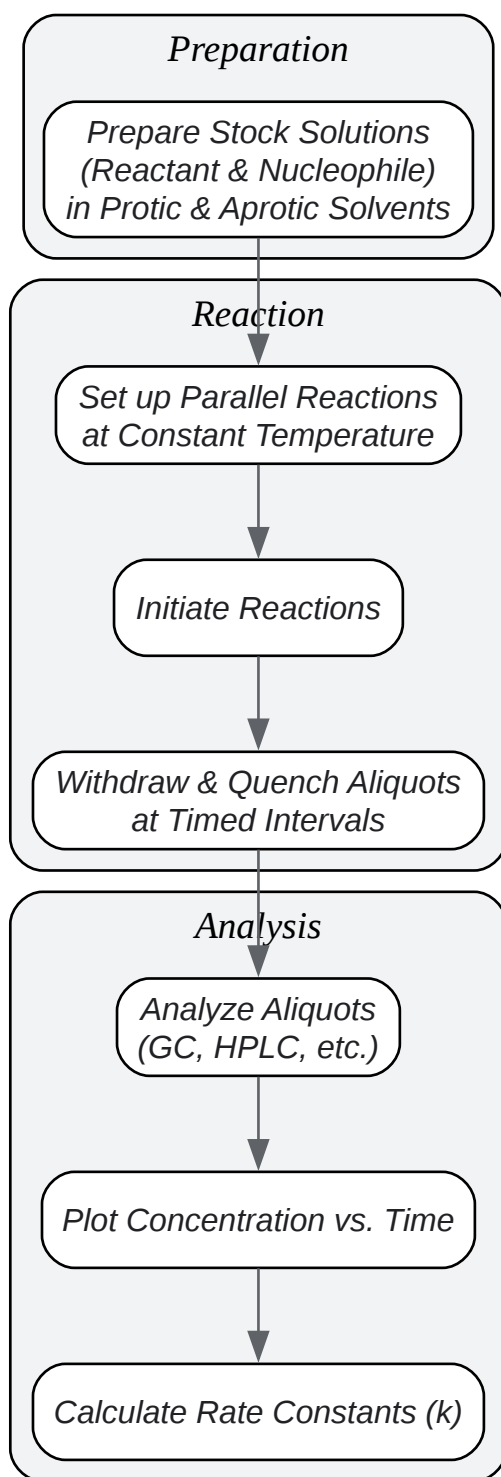 Preparation
Prepare Stock Solutions
(Reactant & Nucleophile)
in Protic & Aprotic Solvents
Reaction
Set up Parallel Reactions
at Constant Temperature
Initiate Reactions
Withdraw & Quench Aliquots
at Timed Intervals
Analysis
Analyze Aliquots
(GC, HPLC, etc.)
Plot Concentration vs. Time
Calculate Rate Constants (k)